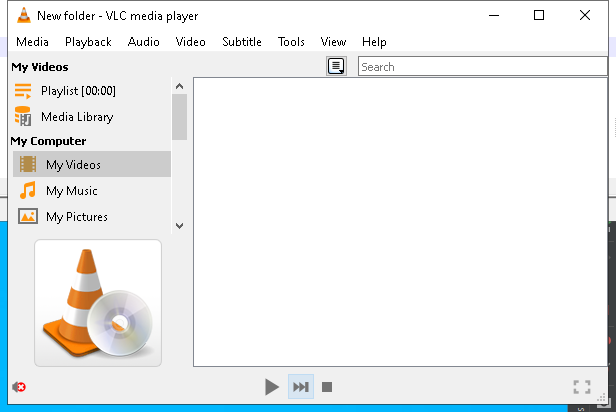 New folder - VLC media player
Media Playback Audio Video Subtitle Tools View Help
My Videos
Search
Playlist [00:00]
Media Library
My Computer
My Videos
My Music
My Pictures